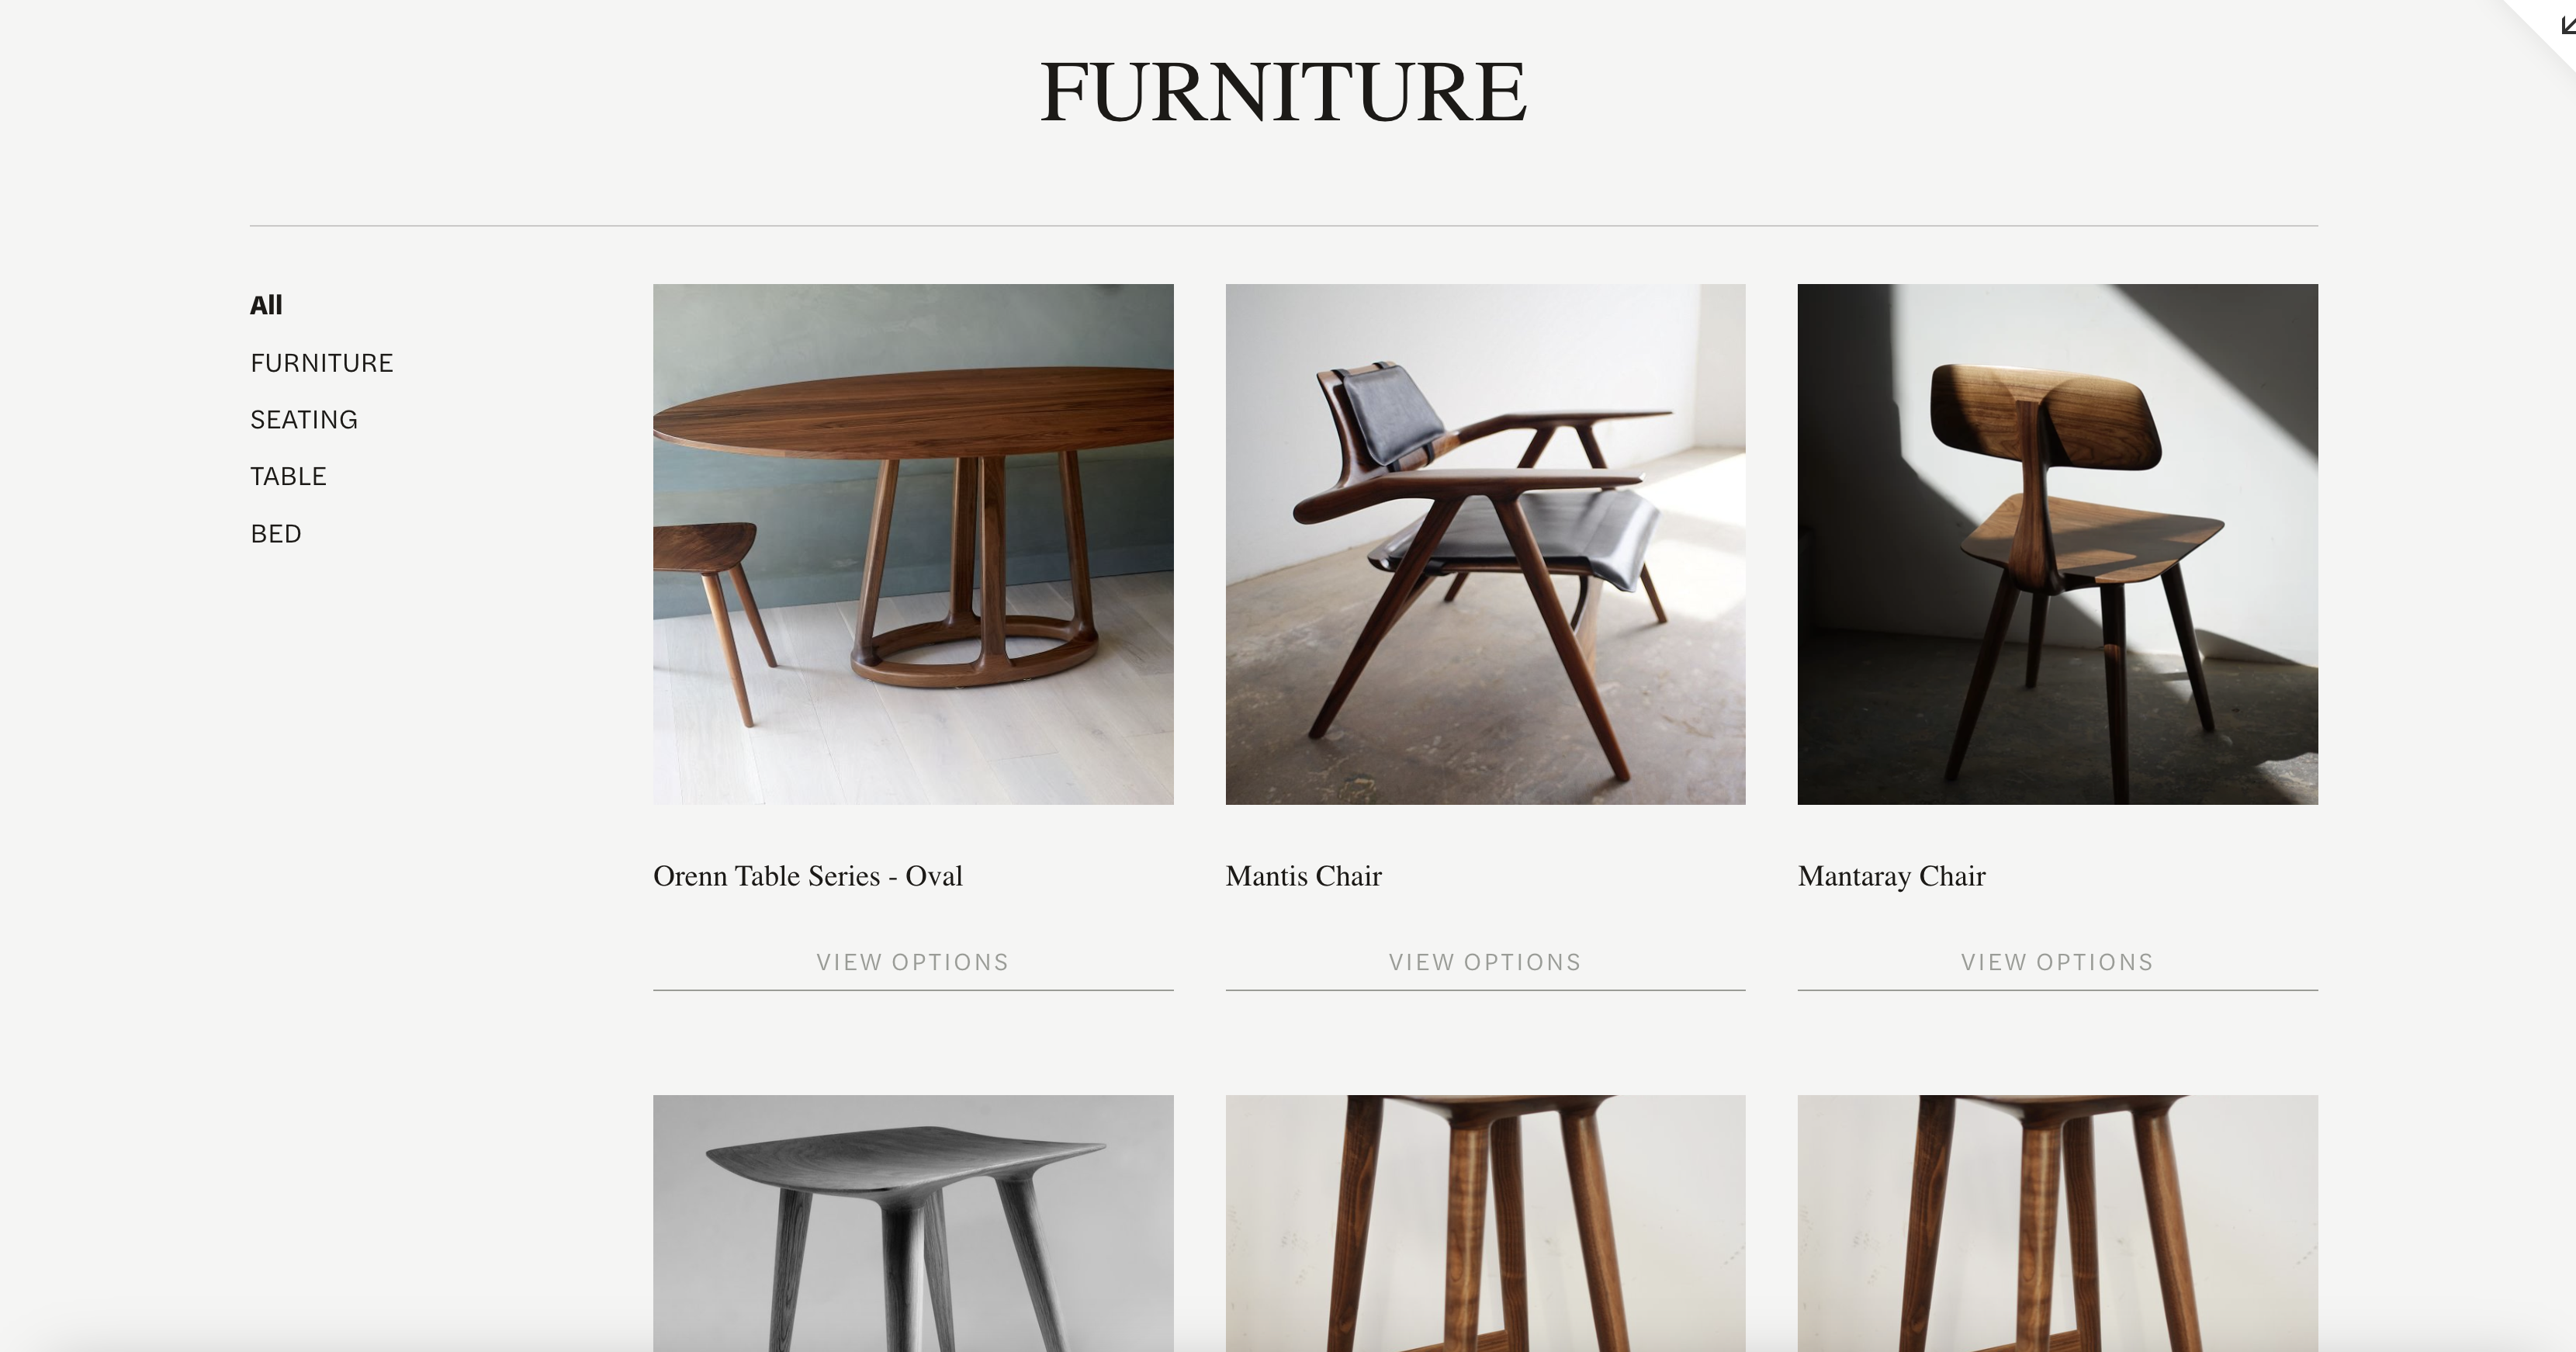 FURNITURE
All
FURNITURE
SEATING
TABLE
BED
Orenn Table Series - Oval
Mantis Chair
Mantaray Chair
VIEW OPTIONS
VIEW OPTIONS
VIEW OPTIONS